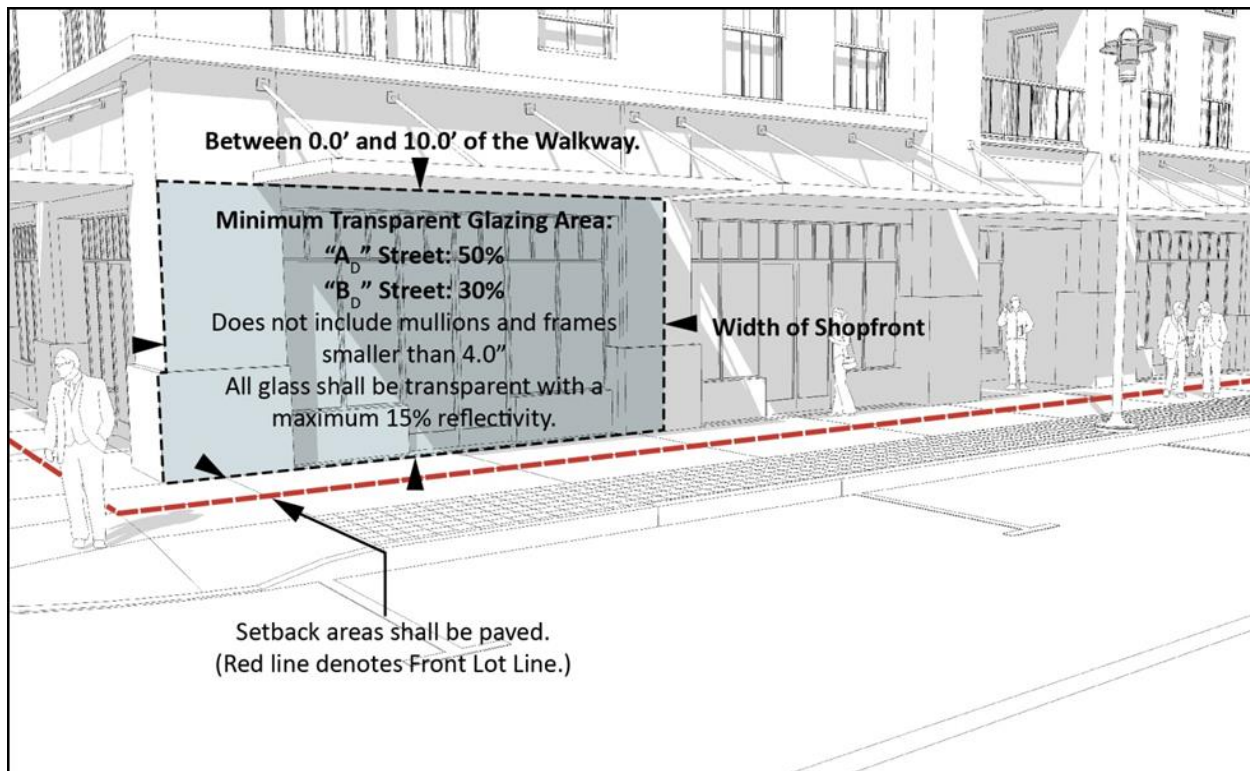 Between 0.0’ and 10.0’ of the Walkway.
Minimum Transparent Glazing Area:
“A_D” Street: 50%
“B_D” Street: 30%
Does not include mullions and frames
smaller than 4.0”
All glass shall be transparent with a
maximum 15% reflectivity.
Width of Shopfront
Setback areas shall be paved.
(Red line denotes Front Lot Line.)